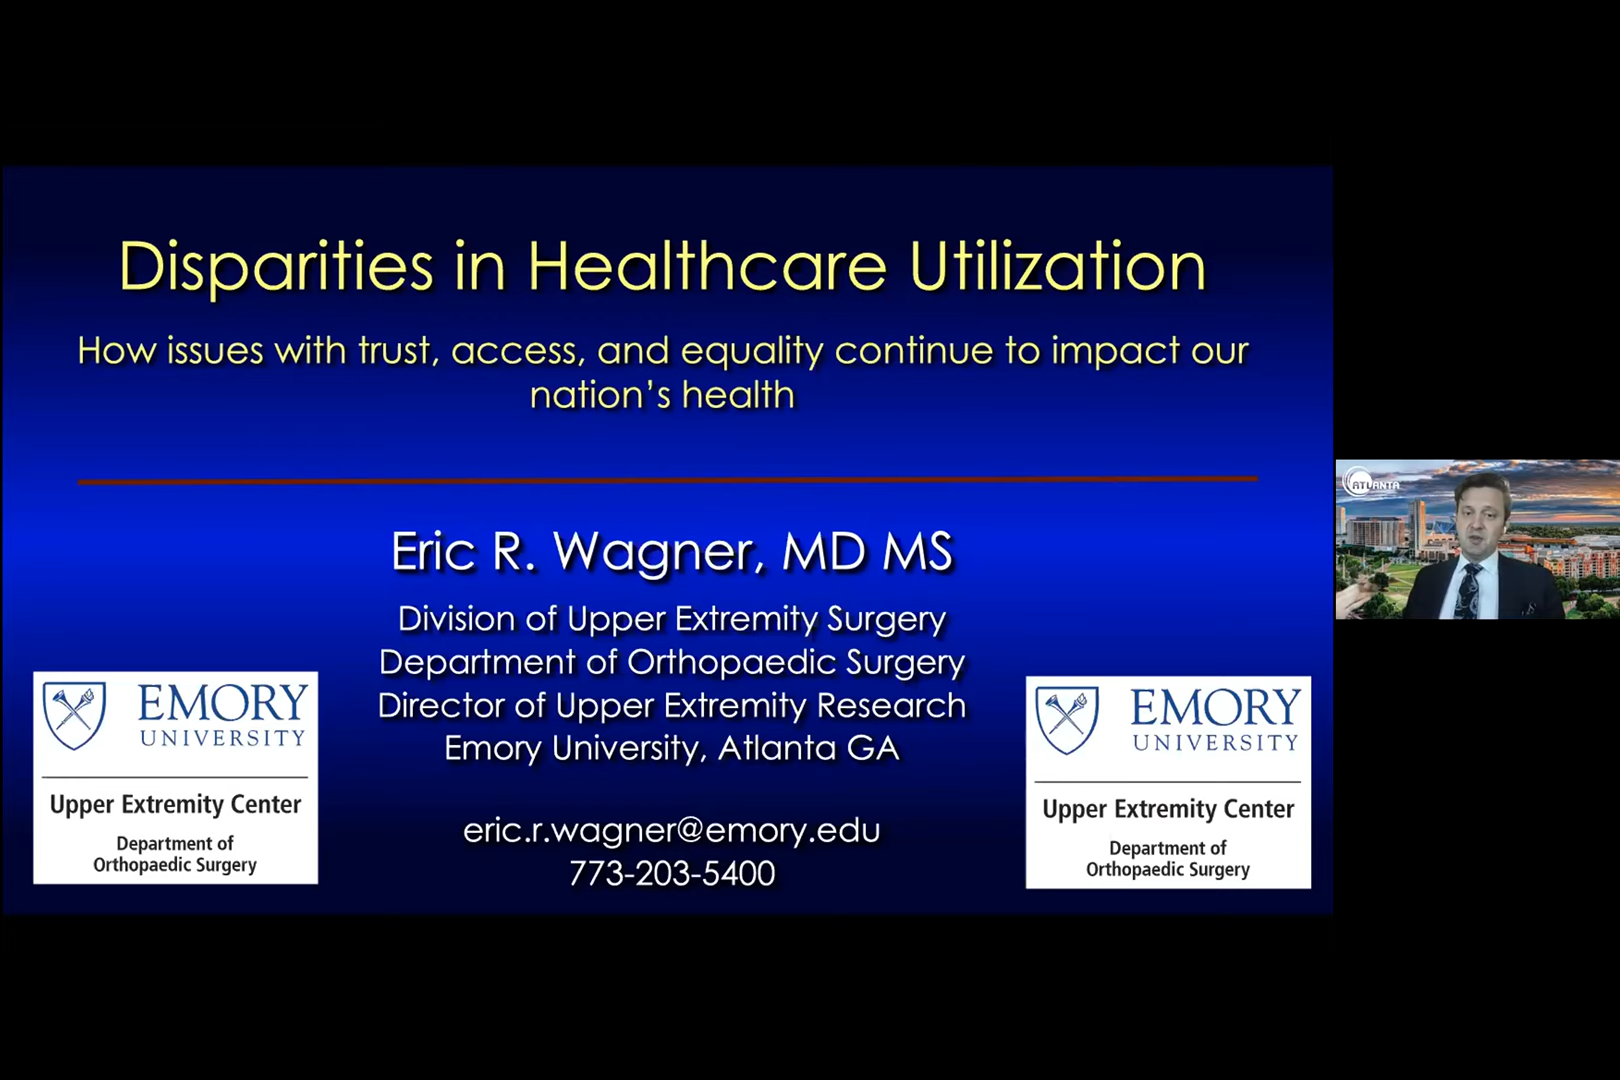 Disparities in Healthcare Utilization
How issues with trust, access, and equality continue to impact our
nation's health
Eric R. Wagner, MD MS
Division of Upper Extremity Surgery
Department of Orthopaedic Surgery
Director of Upper Extremity Research
Emory University, Atlanta GA
eric.r.wagner@emory.edu
773-203-5400
EMORY
UNIVERSITY
Upper Extremity Center
Department of
Orthopaedic Surgery
EMORY
UNIVERSITY
Upper Extremity Center
Department of
Orthopaedic Surgery
ATLANTA